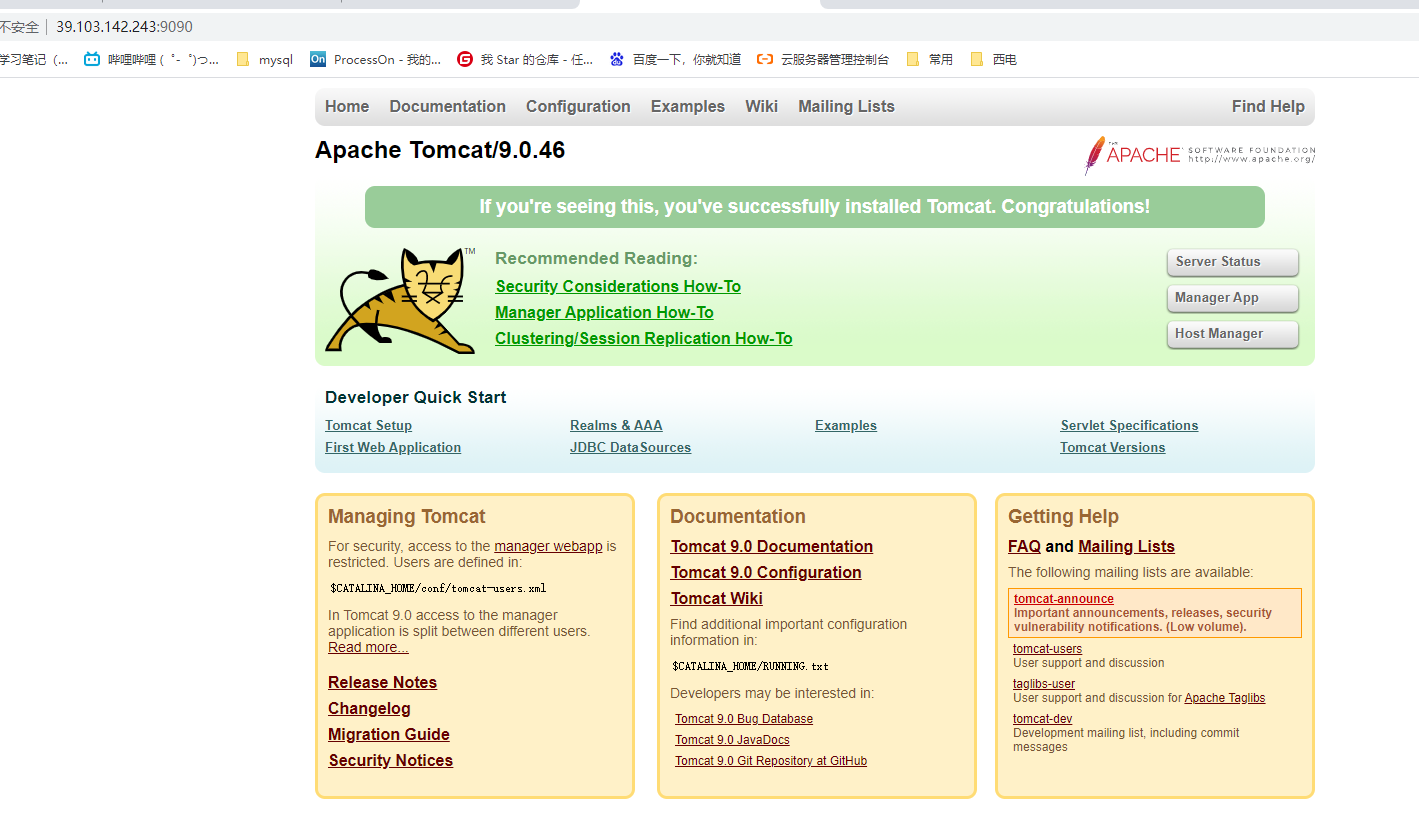 不安全 39.103.142.243:9090
学习笔记（... 哔哩哔哩 (゜-゜)つ... mysql On ProcessOn - 我的... G 我 Star 的仓库 - 任... 百度一下，你就知道 云服务器管理控制台 常用 西电
Home Documentation Configuration Examples Wiki Mailing Lists Find Help
Apache Tomcat/9.0.46
THE APACHE SOFTWARE FOUNDATION
http://www.apache.org/
If you're seeing this, you've successfully installed Tomcat. Congratulations!
TM
Recommended Reading:
Security Considerations How-To
Manager Application How-To
Clustering/Session Replication How-To
Server Status
Manager App
Host Manager
Developer Quick Start
Tomcat Setup
First Web Application
Realms & AAA
JDBC DataSources
Examples
Servlet Specifications
Tomcat Versions
Managing Tomcat
For security, access to the manager webapp is
restricted. Users are defined in:
$CATALINA_HOME/conf/tomcat-users.xml
In Tomcat 9.0 access to the manager
application is split between different users.
Read more...
Release Notes
Changelog
Migration Guide
Security Notices
Documentation
Tomcat 9.0 Documentation
Tomcat 9.0 Configuration
Tomcat Wiki
Find additional important configuration
information in:
$CATALINA_HOME/RUNNING.txt
Developers may be interested in:
Tomcat 9.0 Bug Database
Tomcat 9.0 JavaDocs
Tomcat 9.0 Git Repository at GitHub
Getting Help
FAQ and Mailing Lists
The following mailing lists are available:
tomcat-announce
Important announcements, releases, security
vulnerability notifications. (Low volume).
tomcat-users
User support and discussion
taglibs-user
User support and discussion for Apache Taglibs
tomcat-dev
Development mailing list, including commit
messages